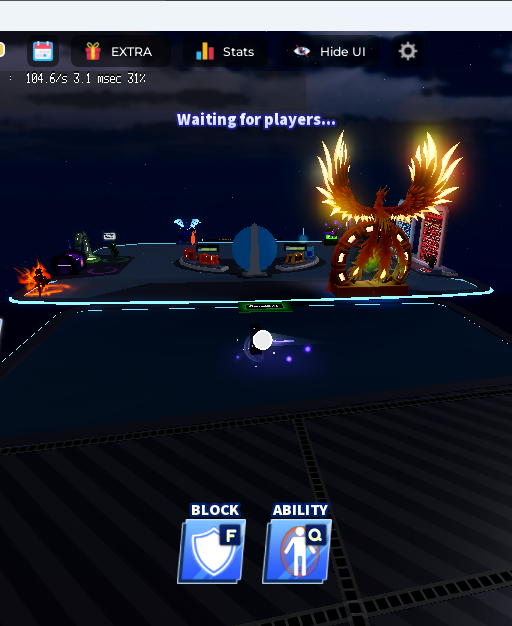 EXTRA
Stats
Hide UI
: 104.6/s 3.1 msec 31%
Waiting for players...
BLOCK
ABILITY
F
Q